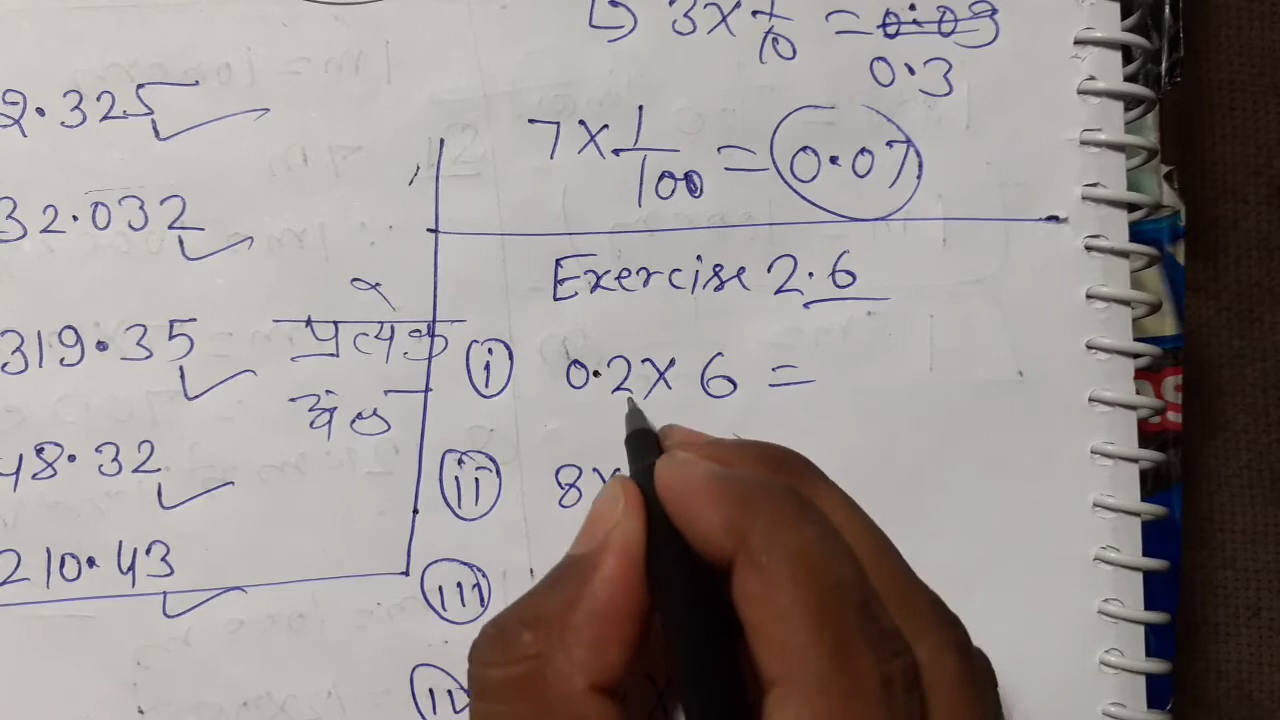 2.325
32.032
319.35
प्रत्येक
48.32
210.43
↳ 3 × 1/10 = 0.03
0.3
7 × 1/100 = 0.07
Exercise 2.6
(i) 0.2 × 6 =
(ii) 8 ×
(iii)